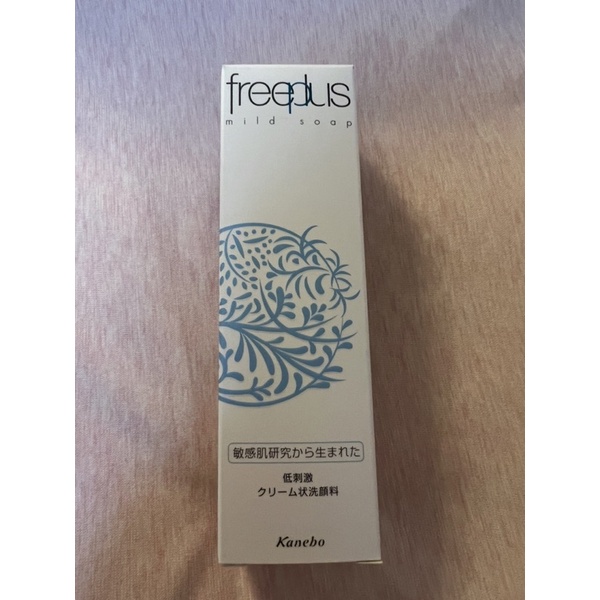 freeplus
mild soap
敏感肌研究から生まれた
低刺激
クリーム状洗顔料
Kanebo